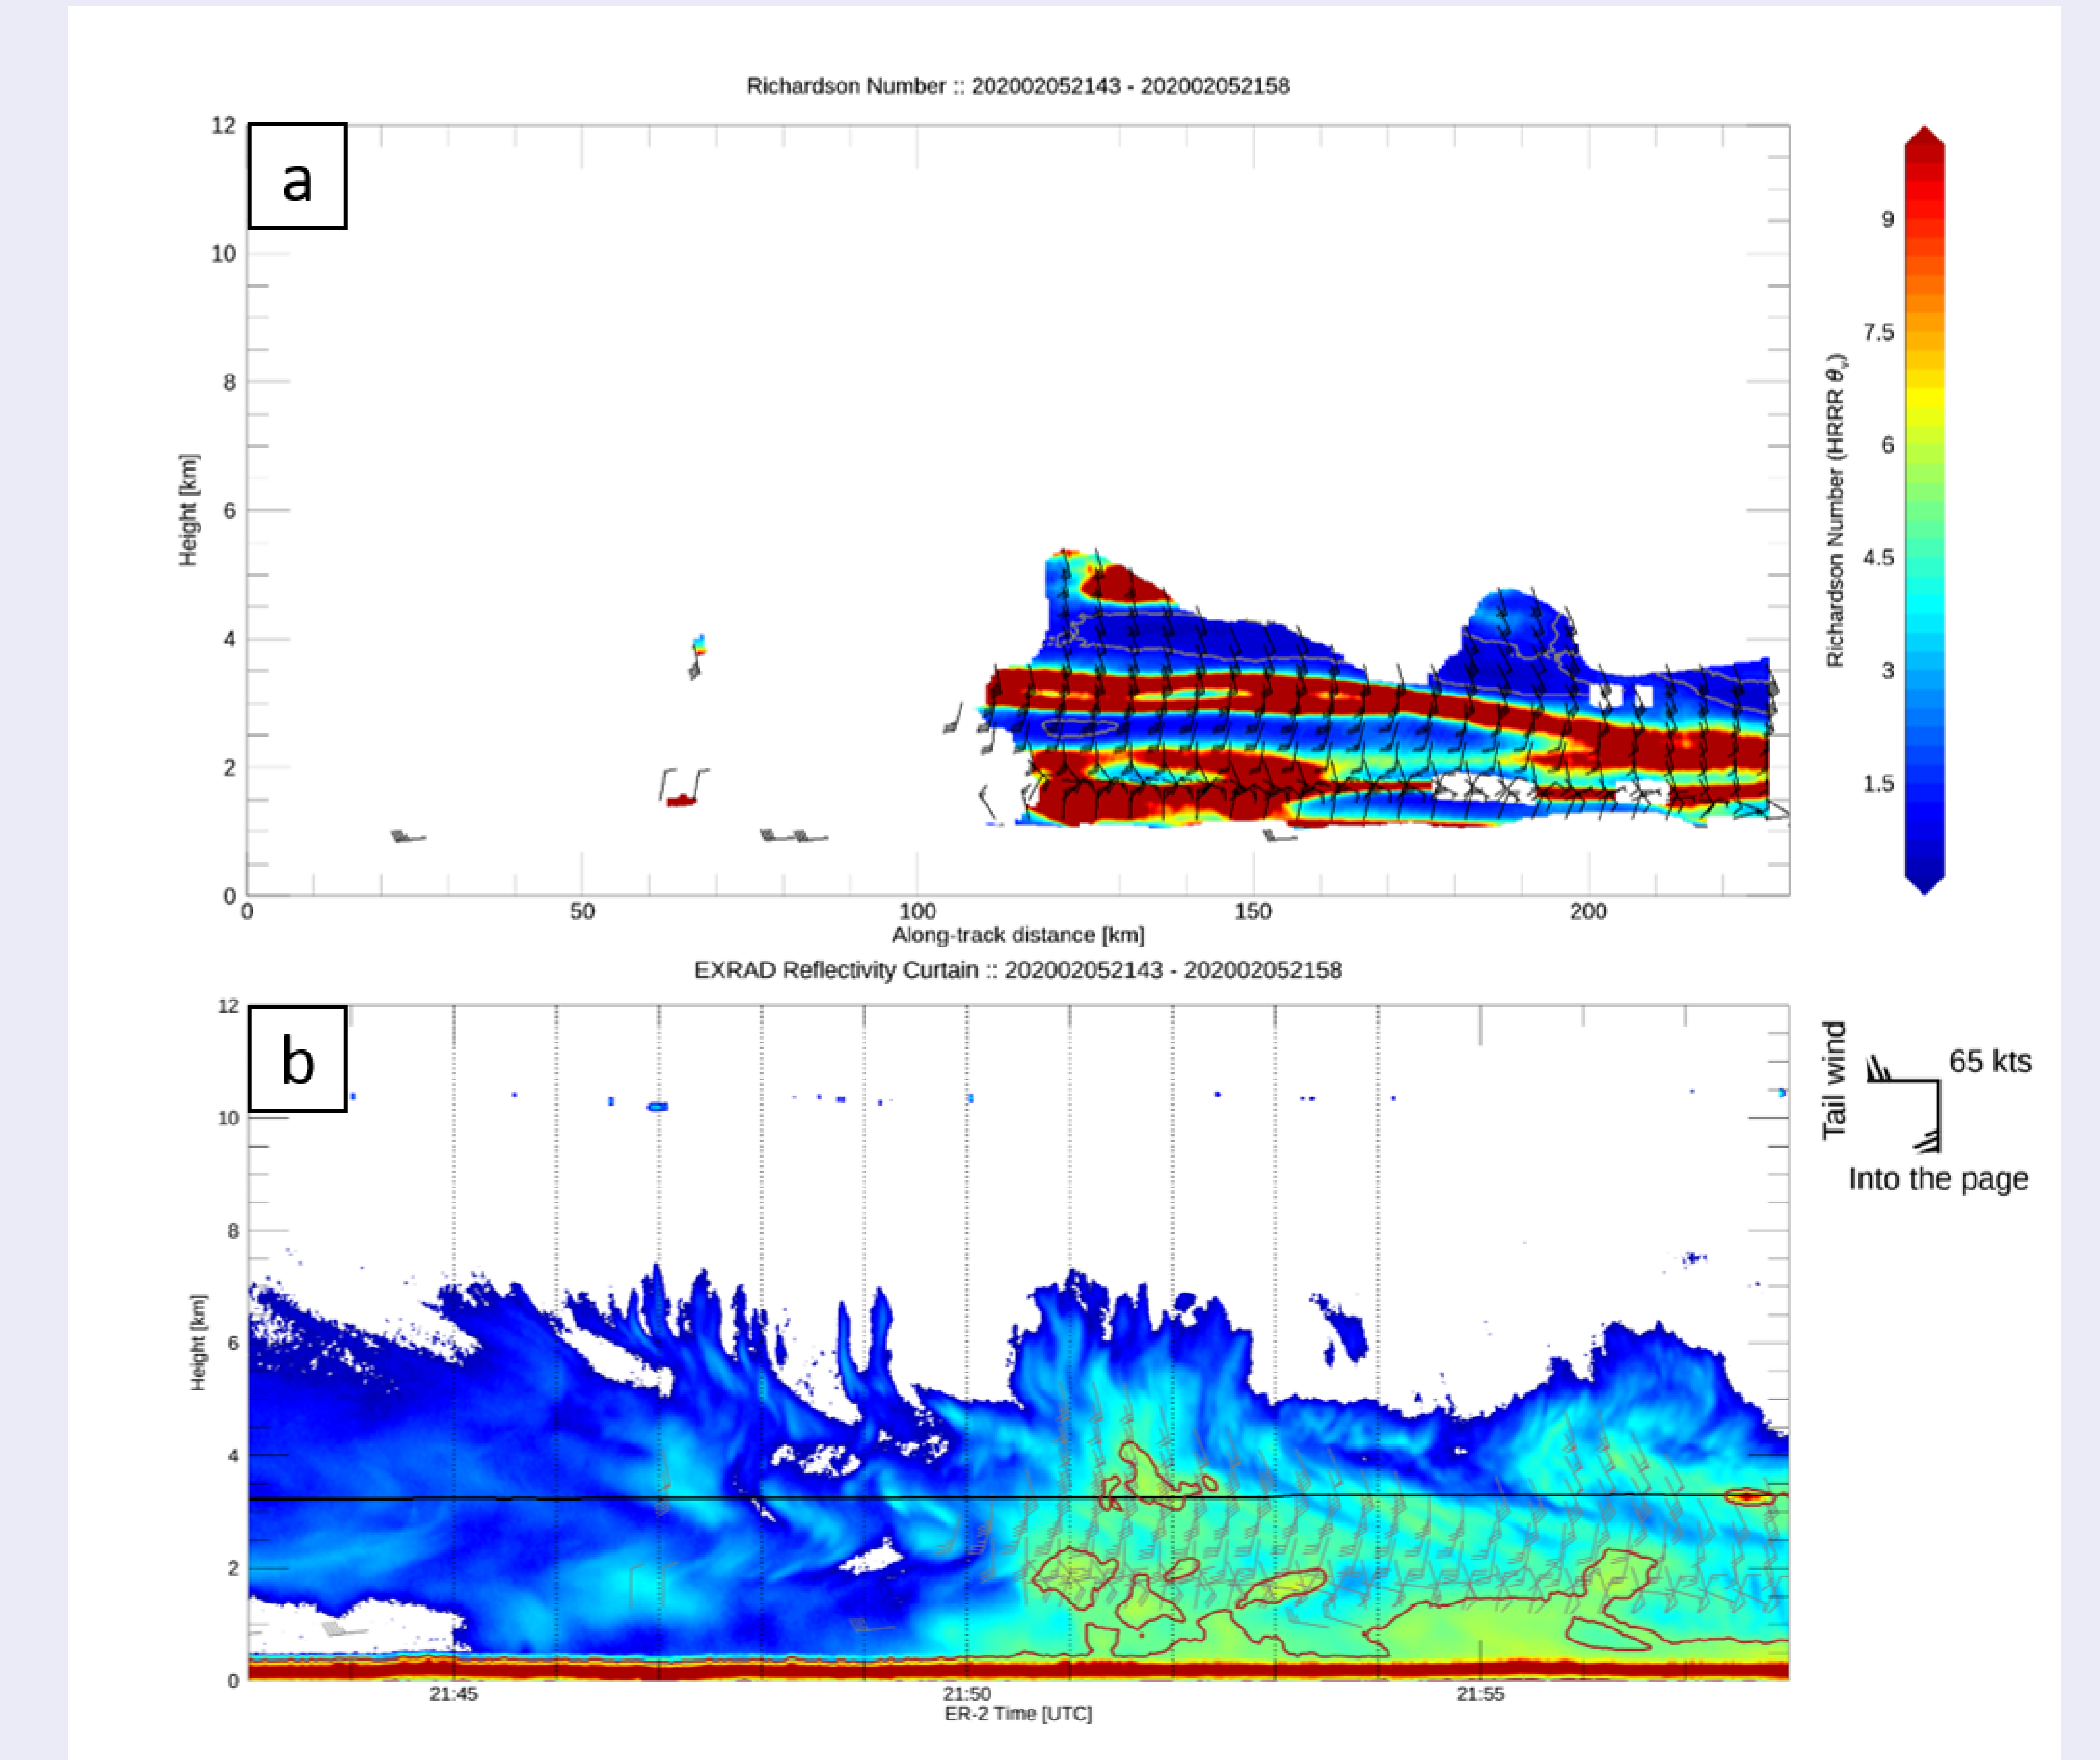 Richardson Number :: 202002052143 - 202002052158
a
12
10
8
6
4
2
0
Height [km]
0 50 100 150 200
Along-track distance [km]
9
7.5
6
4.5
3
1.5
Richardson Number (HRRR θv)
EXRAD Reflectivity Curtain :: 202002052143 - 202002052158
b
12
10
8
6
4
2
0
Height [km]
21:45 21:50 21:55
ER-2 Time [UTC]
Tail wind
65 kts
Into the page